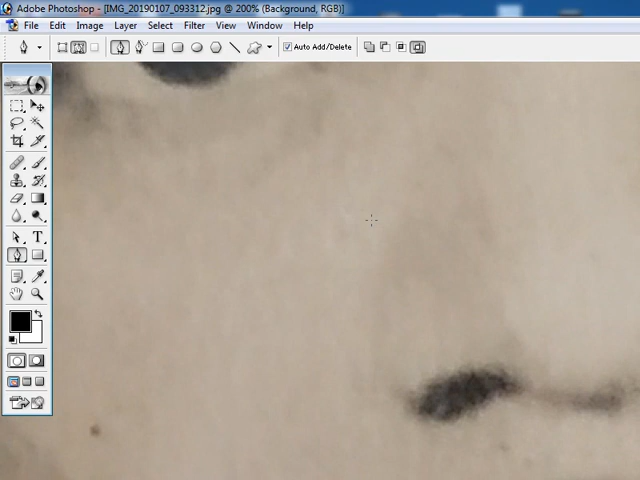 Adobe Photoshop - [IMG_20190107_093312.jpg @ 200% (Background, RGB)]
File Edit Image Layer Select Filter View Window Help
Auto Add/Delete
T